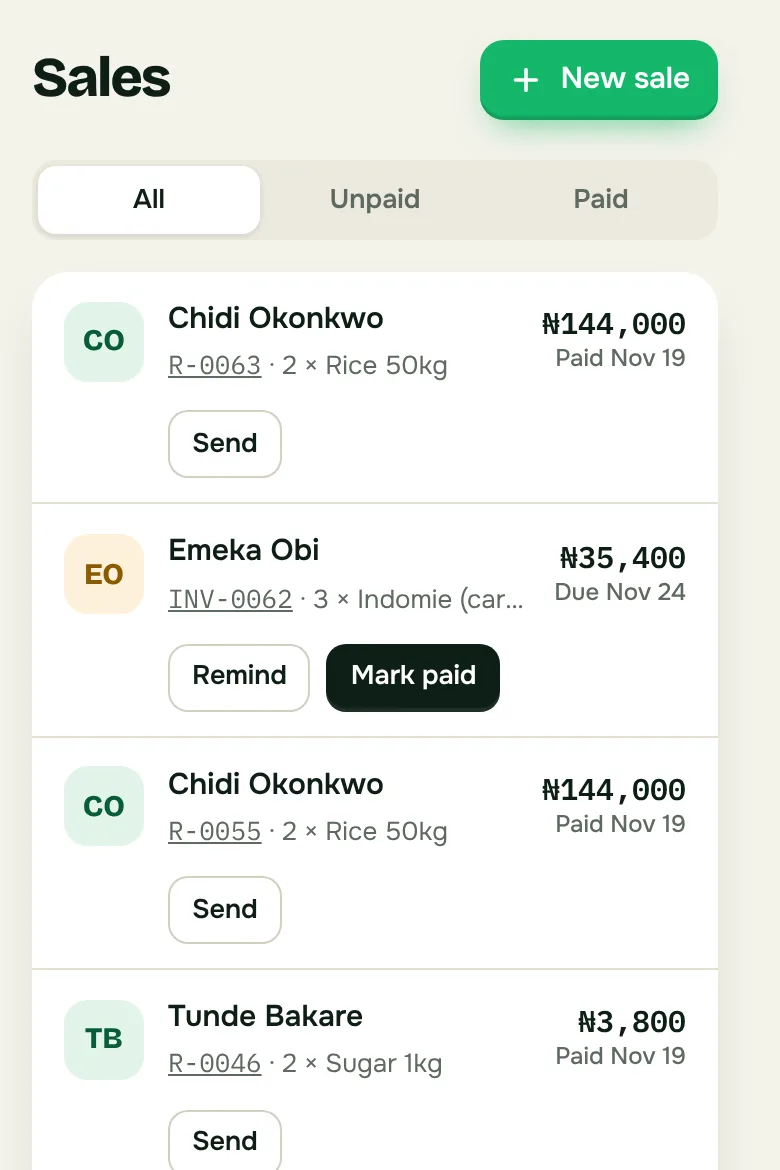 Sales
+ New sale
All
Unpaid
Paid
CO
Chidi Okonkwo
₦144,000
R-0063 · 2 × Rice 50kg
Paid Nov 19
Send
EO
Emeka Obi
₦35,400
INV-0062 · 3 × Indomie (car...
Due Nov 24
Remind
Mark paid
CO
Chidi Okonkwo
₦144,000
R-0055 · 2 × Rice 50kg
Paid Nov 19
Send
TB
Tunde Bakare
₦3,800
R-0046 · 2 × Sugar 1kg
Paid Nov 19
Send